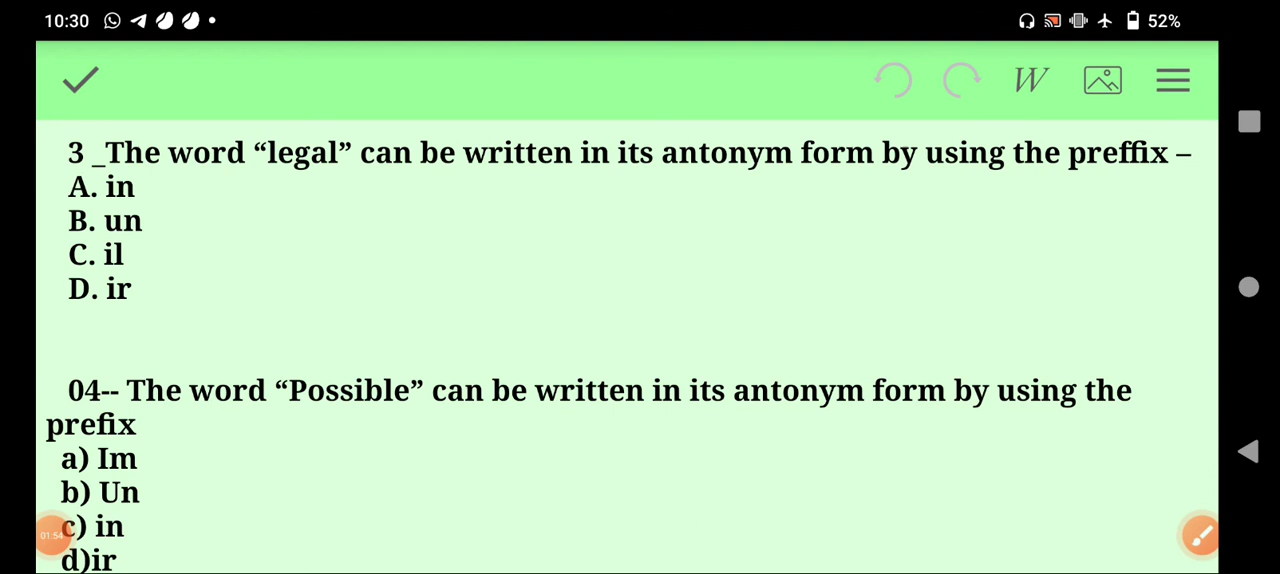 10:30
52%
W
3 _The word “legal” can be written in its antonym form by using the preffix –
A. in
B. un
C. il
D. ir
04-- The word “Possible” can be written in its antonym form by using the
prefix
a) Im
b) Un
c) in
01:54
d)ir